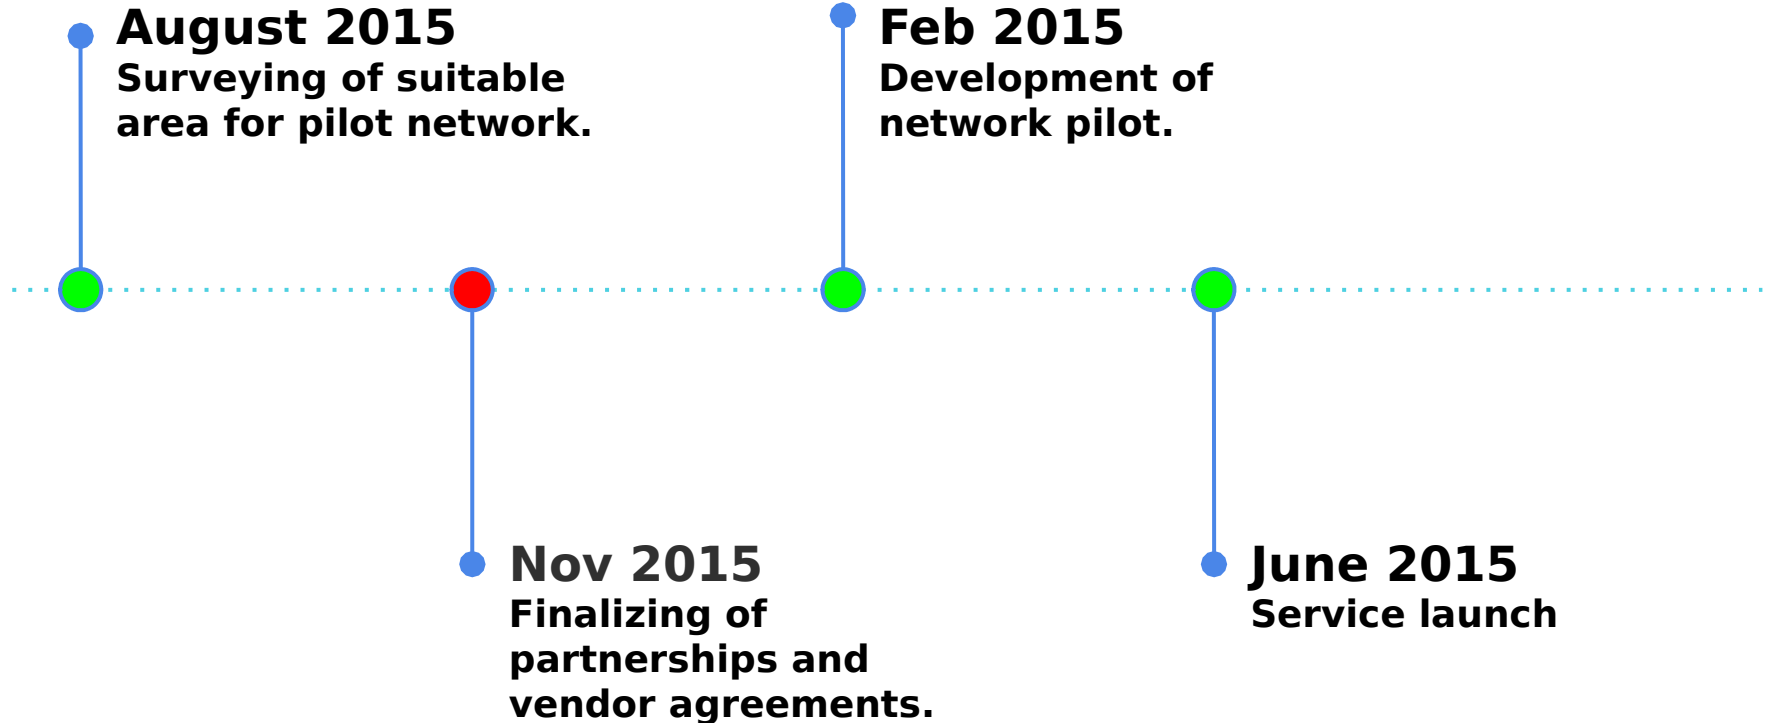 August 2015
Surveying of suitable
area for pilot network.
Nov 2015
Finalizing of
partnerships and
vendor agreements.
Feb 2015
Development of
network pilot.
June 2015
Service launch